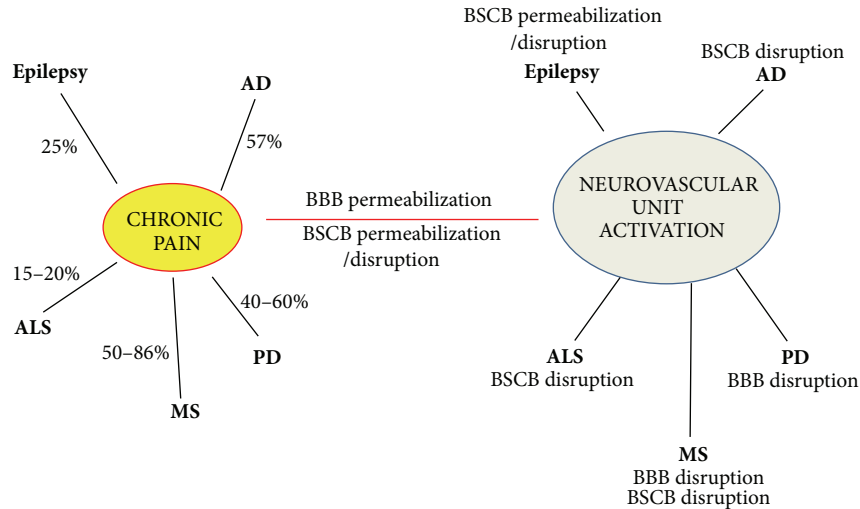 Epilepsy
AD
25%
57%
CHRONIC
PAIN
15–20%
ALS
50–86%
MS
40–60%
PD
BBB permeabilization
BSCB permeabilization
/disruption
BSCB permeabilization
/disruption
Epilepsy
BSCB disruption
AD
NEUROVASCULAR
UNIT
ACTIVATION
ALS
BSCB disruption
PD
BBB disruption
MS
BBB disruption
BSCB disruption